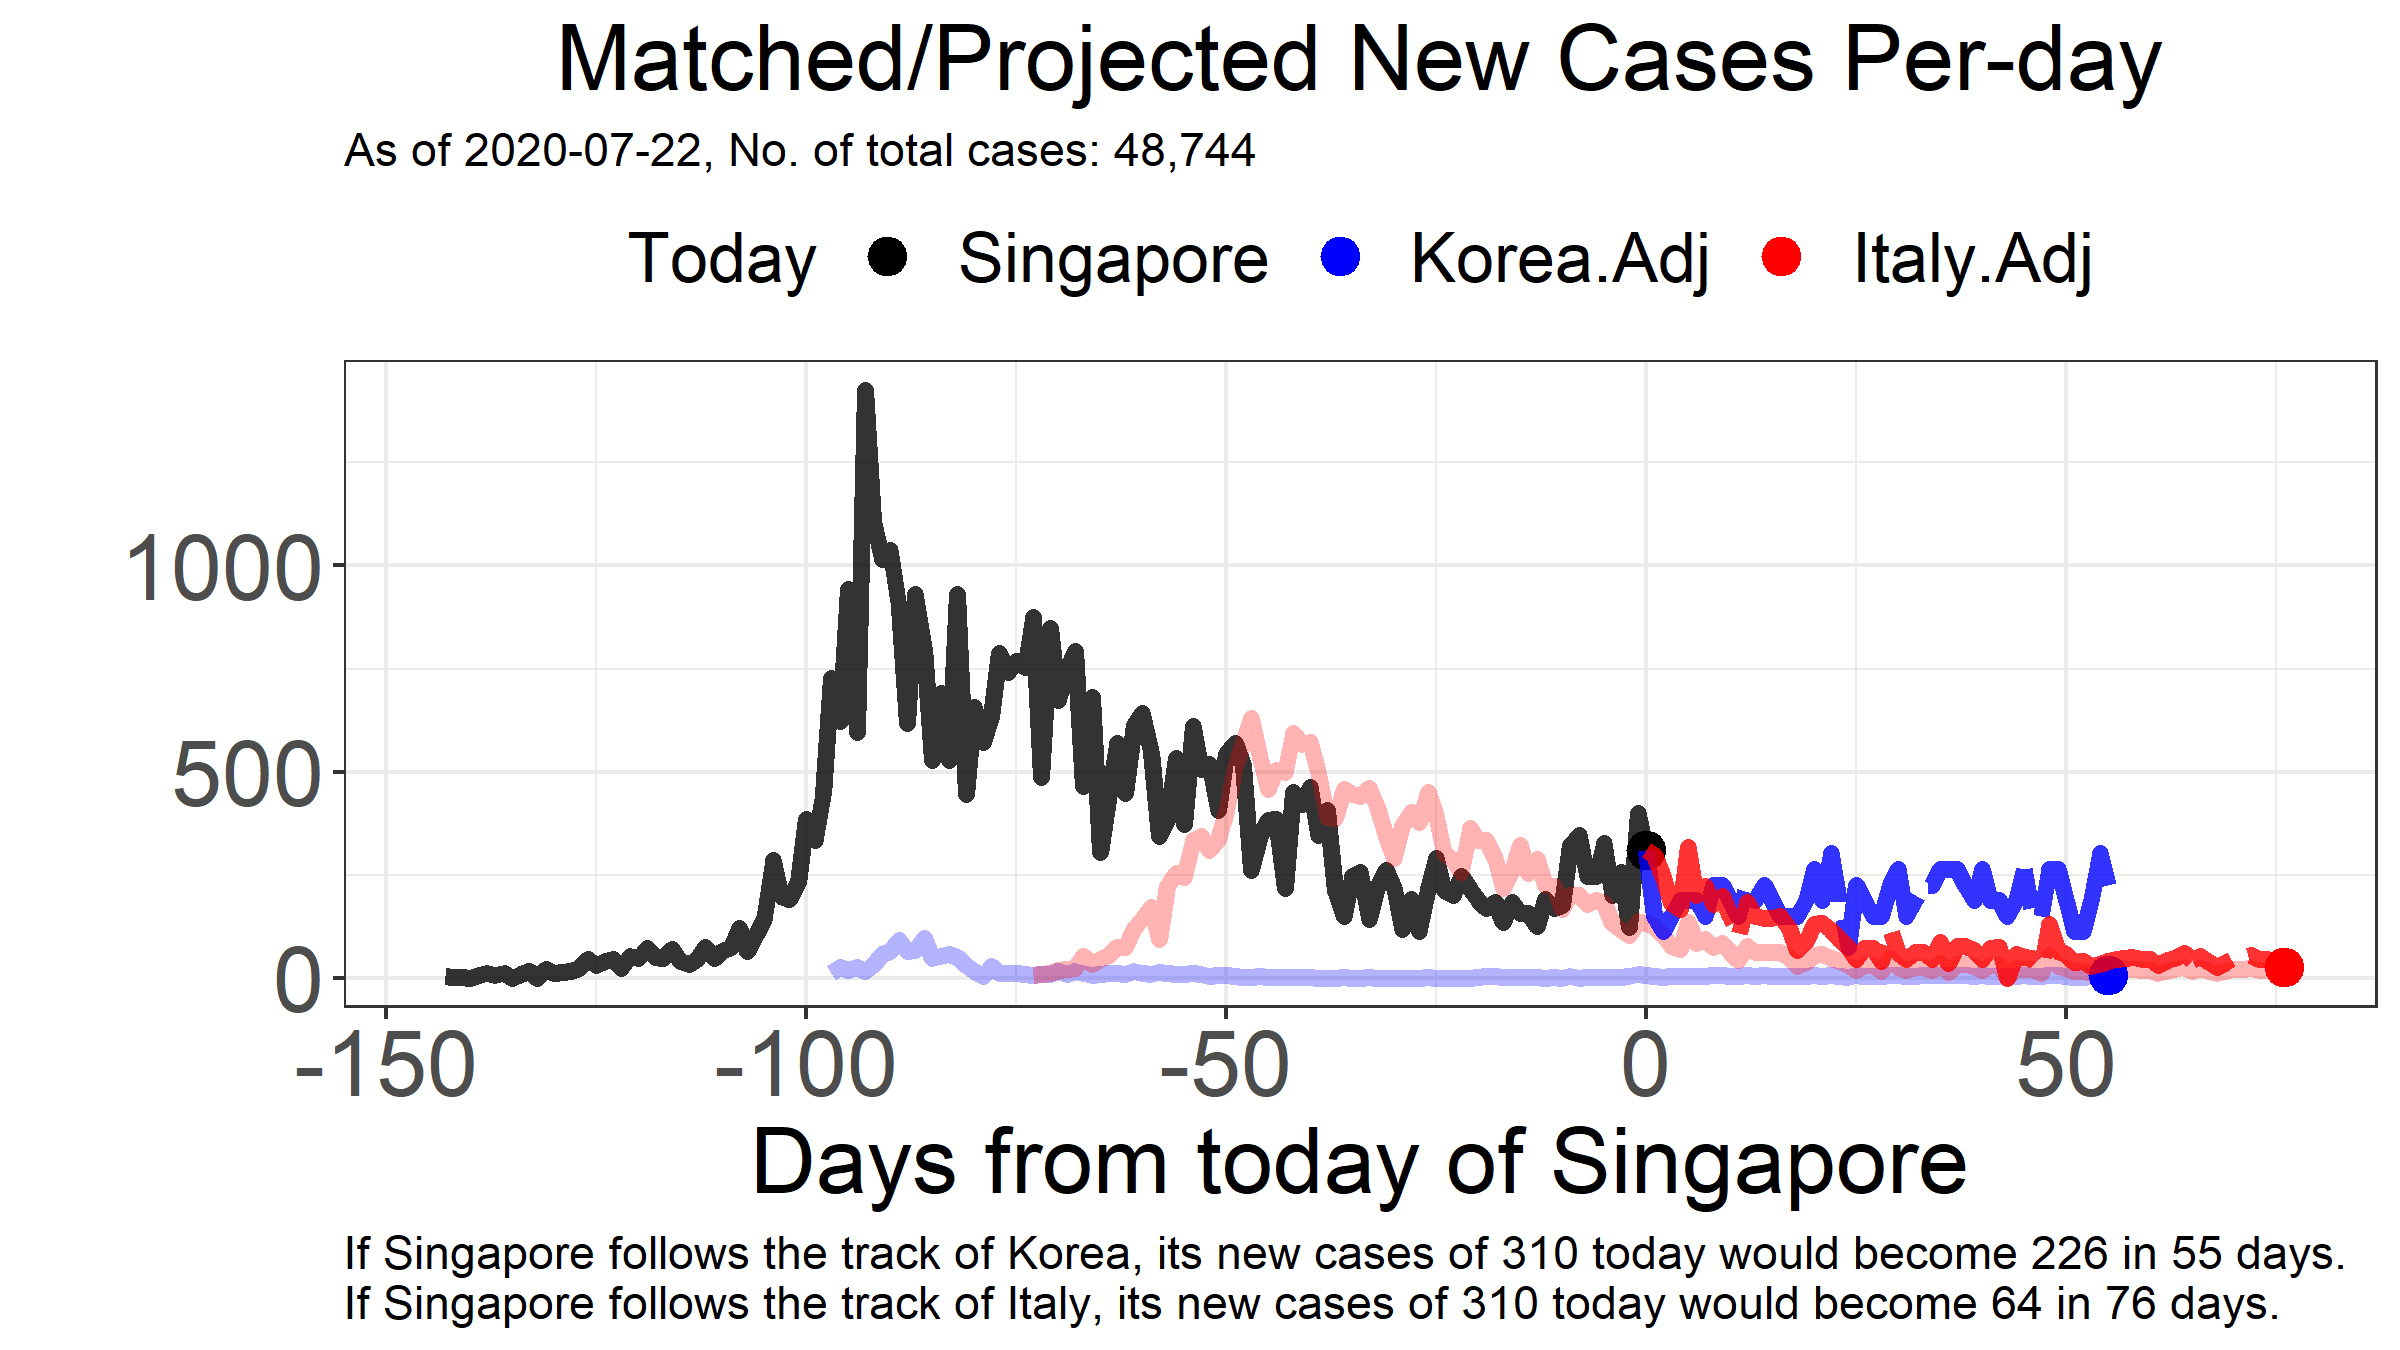 Matched/Projected New Cases Per-day
As of 2020-07-22, No. of total cases: 48,744
Today Singapore Korea.Adj Italy.Adj
1000
500
0
-150 -100 -50 0 50
Days from today of Singapore
If Singapore follows the track of Korea, its new cases of 310 today would become 226 in 55 days.
If Singapore follows the track of Italy, its new cases of 310 today would become 64 in 76 days.